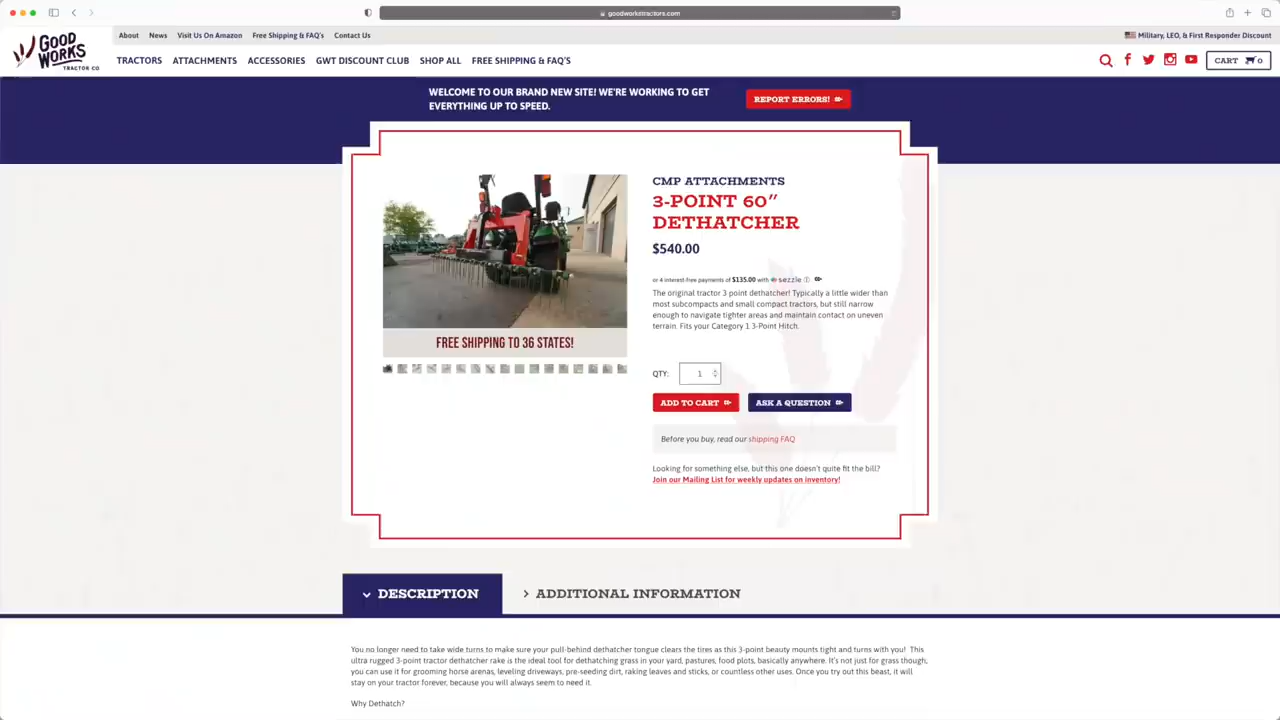 goodworkstractors.com
GOOD
WORKS
TRACTOR CO
About News Visit Us On Amazon Free Shipping & FAQ's Contact Us
Military, LEO, & First Responder Discount
TRACTORS ATTACHMENTS ACCESSORIES GWT DISCOUNT CLUB SHOP ALL FREE SHIPPING & FAQ'S
CART 0
WELCOME TO OUR BRAND NEW SITE! WE'RE WORKING TO GET
EVERYTHING UP TO SPEED.
REPORT ERRORS!
FREE SHIPPING TO 36 STATES!
CMP ATTACHMENTS
3-POINT 60″
DETHATCHER
$540.00
or 4 interest-free payments of $135.00 with sezzle
The original tractor 3 point dethatcher! Typically a little wider than
most subcompacts and small compact tractors, but still narrow
enough to navigate tighter areas and maintain contact on uneven
terrain. Fits your Category 1 3-Point Hitch.
QTY: 1
ADD TO CART ASK A QUESTION
Before you buy, read our shipping FAQ
Looking for something else, but this one doesn't quite fit the bill?
Join our Mailing List for weekly updates on inventory!
DESCRIPTION ADDITIONAL INFORMATION
You no longer need to take wide turns to make sure your pull-behind dethatcher tongue clears the tires as this 3-point beauty mounts tight and turns with you! This
ultra rugged 3-point tractor dethatcher rake is the ideal tool for dethatching grass in your yard, pastures, food plots, basically anywhere. It's not just for grass though,
you can use it for grooming horse arenas, leveling driveways, pre-seeding dirt, raking leaves and sticks, or countless other uses. Once you try out this beast, it will
stay on your tractor forever, because you will always seem to need it.
Why Dethatch?